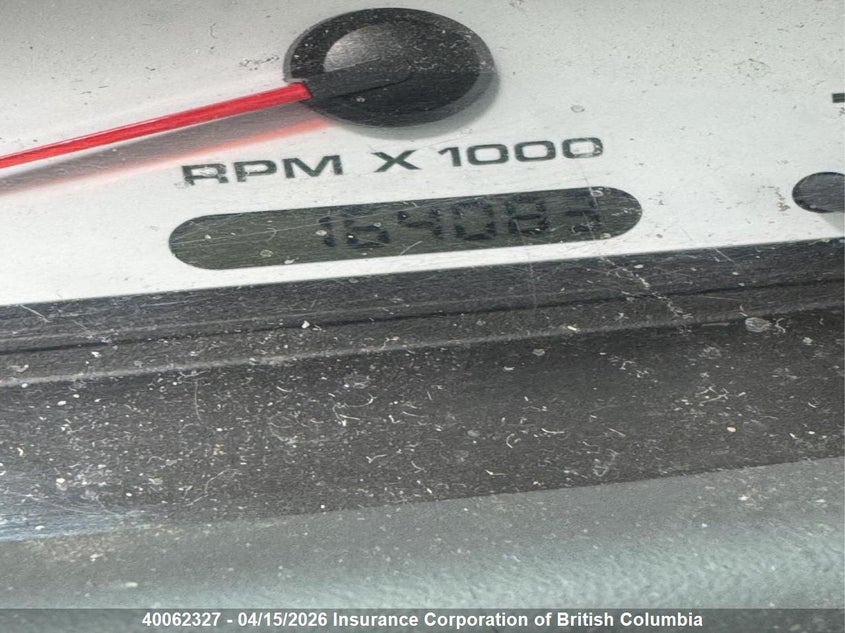 RPM X 1000
164083
40062327 - 04/15/2026 Insurance Corporation of British Columbia